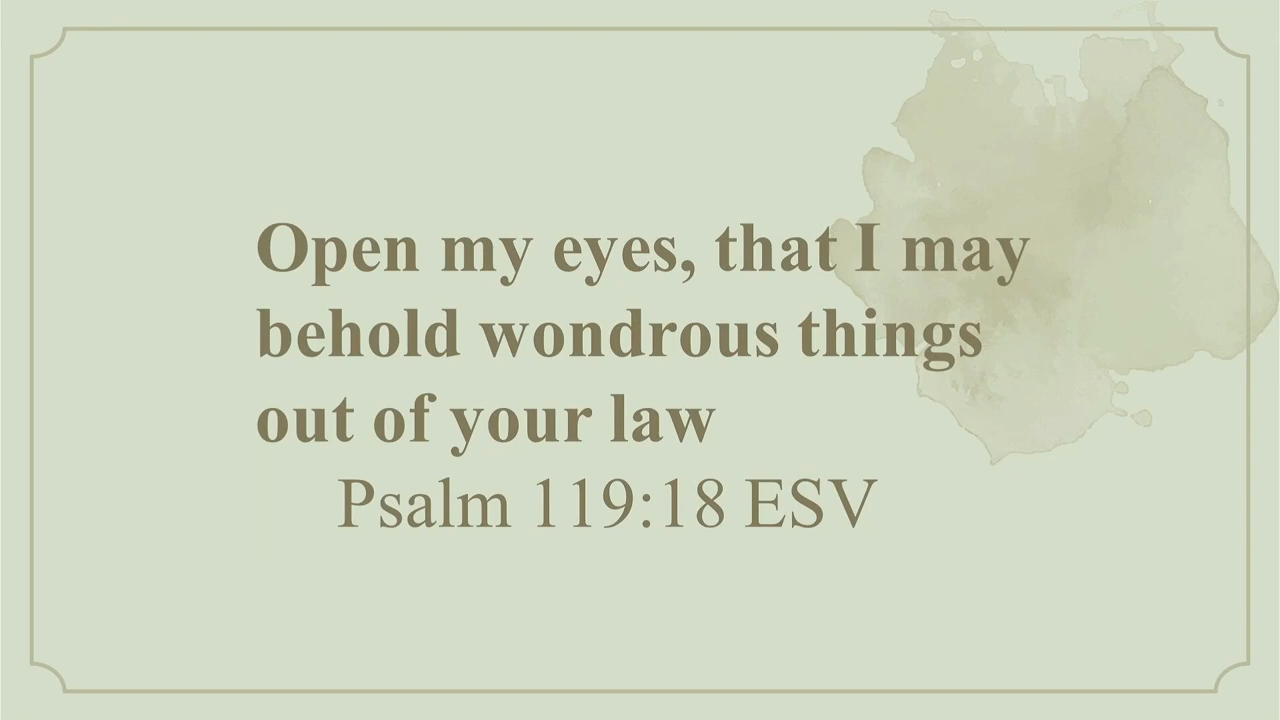 Open my eyes, that I may
behold wondrous things
out of your law
Psalm 119:18 ESV